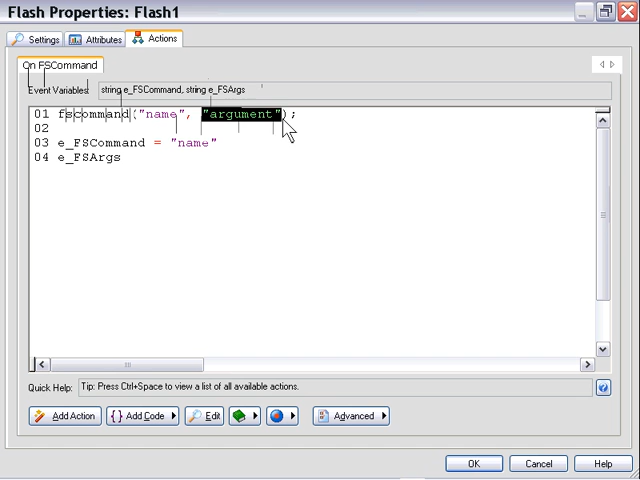 Flash Properties: Flash1
Settings Attributes Actions
On FSCommand
Event Variables: string e_FSCommand, string e_FSArgs
01 fscommand("name", "argument");
02
03 e_FSCommand = "name"
04 e_FSArgs
Quick Help: Tip: Press Ctrl+Space to view a list of all available actions.
Add Action Add Code Edit Advanced
OK Cancel Help